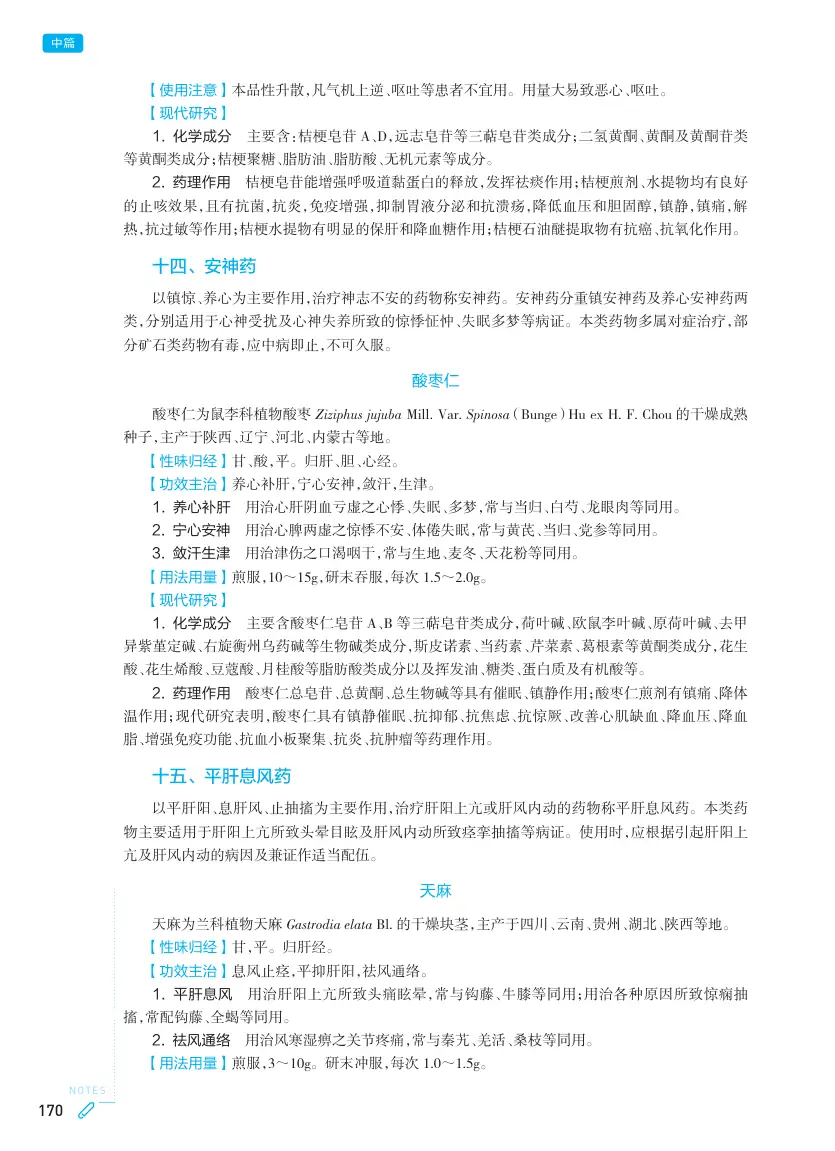 中篇
【使用注意】本品性升散,凡气机上逆、呕吐等患者不宜用。用量大易致恶心、呕吐。
【现代研究】
1. 化学成分 主要含:桔梗皂苷 A、D,远志皂苷等三萜皂苷类成分;二氢黄酮、黄酮及黄酮苷类
等黄酮类成分;桔梗聚糖、脂肪油、脂肪酸、无机元素等成分。
2. 药理作用 桔梗皂苷能增强呼吸道黏蛋白的释放,发挥祛痰作用;桔梗煎剂、水提物均有良好
的止咳效果,且有抗菌,抗炎,免疫增强,抑制胃液分泌和抗溃疡,降低血压和胆固醇,镇静,镇痛,解
热,抗过敏等作用;桔梗水提物有明显的保肝和降血糖作用;桔梗石油醚提取物有抗癌、抗氧化作用。
十四、安神药
以镇惊、养心为主要作用,治疗神志不安的药物称安神药。安神药分重镇安神药及养心安神药两
类,分别适用于心神受扰及心神失养所致的惊悸怔忡、失眠多梦等病证。本类药物多属对症治疗,部
分矿石类药物有毒,应中病即止,不可久服。
酸枣仁
酸枣仁为鼠李科植物酸枣 Ziziphus jujuba Mill. Var. Spinosa(Bunge)Hu ex H. F. Chou 的干燥成熟
种子,主产于陕西、辽宁、河北、内蒙古等地。
【性味归经】甘、酸,平。归肝、胆、心经。
【功效主治】养心补肝,宁心安神,敛汗,生津。
1. 养心补肝 用治心肝阴血亏虚之心悸、失眠、多梦,常与当归、白芍、龙眼肉等同用。
2. 宁心安神 用治心脾两虚之惊悸不安、体倦失眠,常与黄芪、当归、党参等同用。
3. 敛汗生津 用治津伤之口渴咽干,常与生地、麦冬、天花粉等同用。
【用法用量】煎服,10～15g,研末吞服,每次 1.5～2.0g。
【现代研究】
1. 化学成分 主要含酸枣仁皂苷 A、B 等三萜皂苷类成分,荷叶碱、欧鼠李叶碱、原荷叶碱、去甲
异紫堇定碱、右旋衡州乌药碱等生物碱类成分,斯皮诺素、当药素、芹菜素、葛根素等黄酮类成分,花生
酸、花生烯酸、豆蔻酸、月桂酸等脂肪酸类成分以及挥发油、糖类、蛋白质及有机酸等。
2. 药理作用 酸枣仁总皂苷、总黄酮、总生物碱等具有催眠、镇静作用;酸枣仁煎剂有镇痛、降体
温作用;现代研究表明,酸枣仁具有镇静催眠、抗抑郁、抗焦虑、抗惊厥、改善心肌缺血、降血压、降血
脂、增强免疫功能、抗血小板聚集、抗炎、抗肿瘤等药理作用。
十五、平肝息风药
以平肝阳、息肝风、止抽搐为主要作用,治疗肝阳上亢或肝风内动的药物称平肝息风药。本类药
物主要适用于肝阳上亢所致头晕目眩及肝风内动所致痉挛抽搐等病证。使用时,应根据引起肝阳上
亢及肝风内动的病因及兼证作适当配伍。
天麻
天麻为兰科植物天麻 Gastrodia elata Bl. 的干燥块茎,主产于四川、云南、贵州、湖北、陕西等地。
【性味归经】甘,平。归肝经。
【功效主治】息风止痉,平抑肝阳,祛风通络。
1. 平肝息风 用治肝阳上亢所致头痛眩晕,常与钩藤、牛膝等同用;用治各种原因所致惊痫抽
搐,常配钩藤、全蝎等同用。
2. 祛风通络 用治风寒湿痹之关节疼痛,常与秦艽、羌活、桑枝等同用。
【用法用量】煎服,3～10g。研末冲服,每次 1.0～1.5g。
NOTES
170